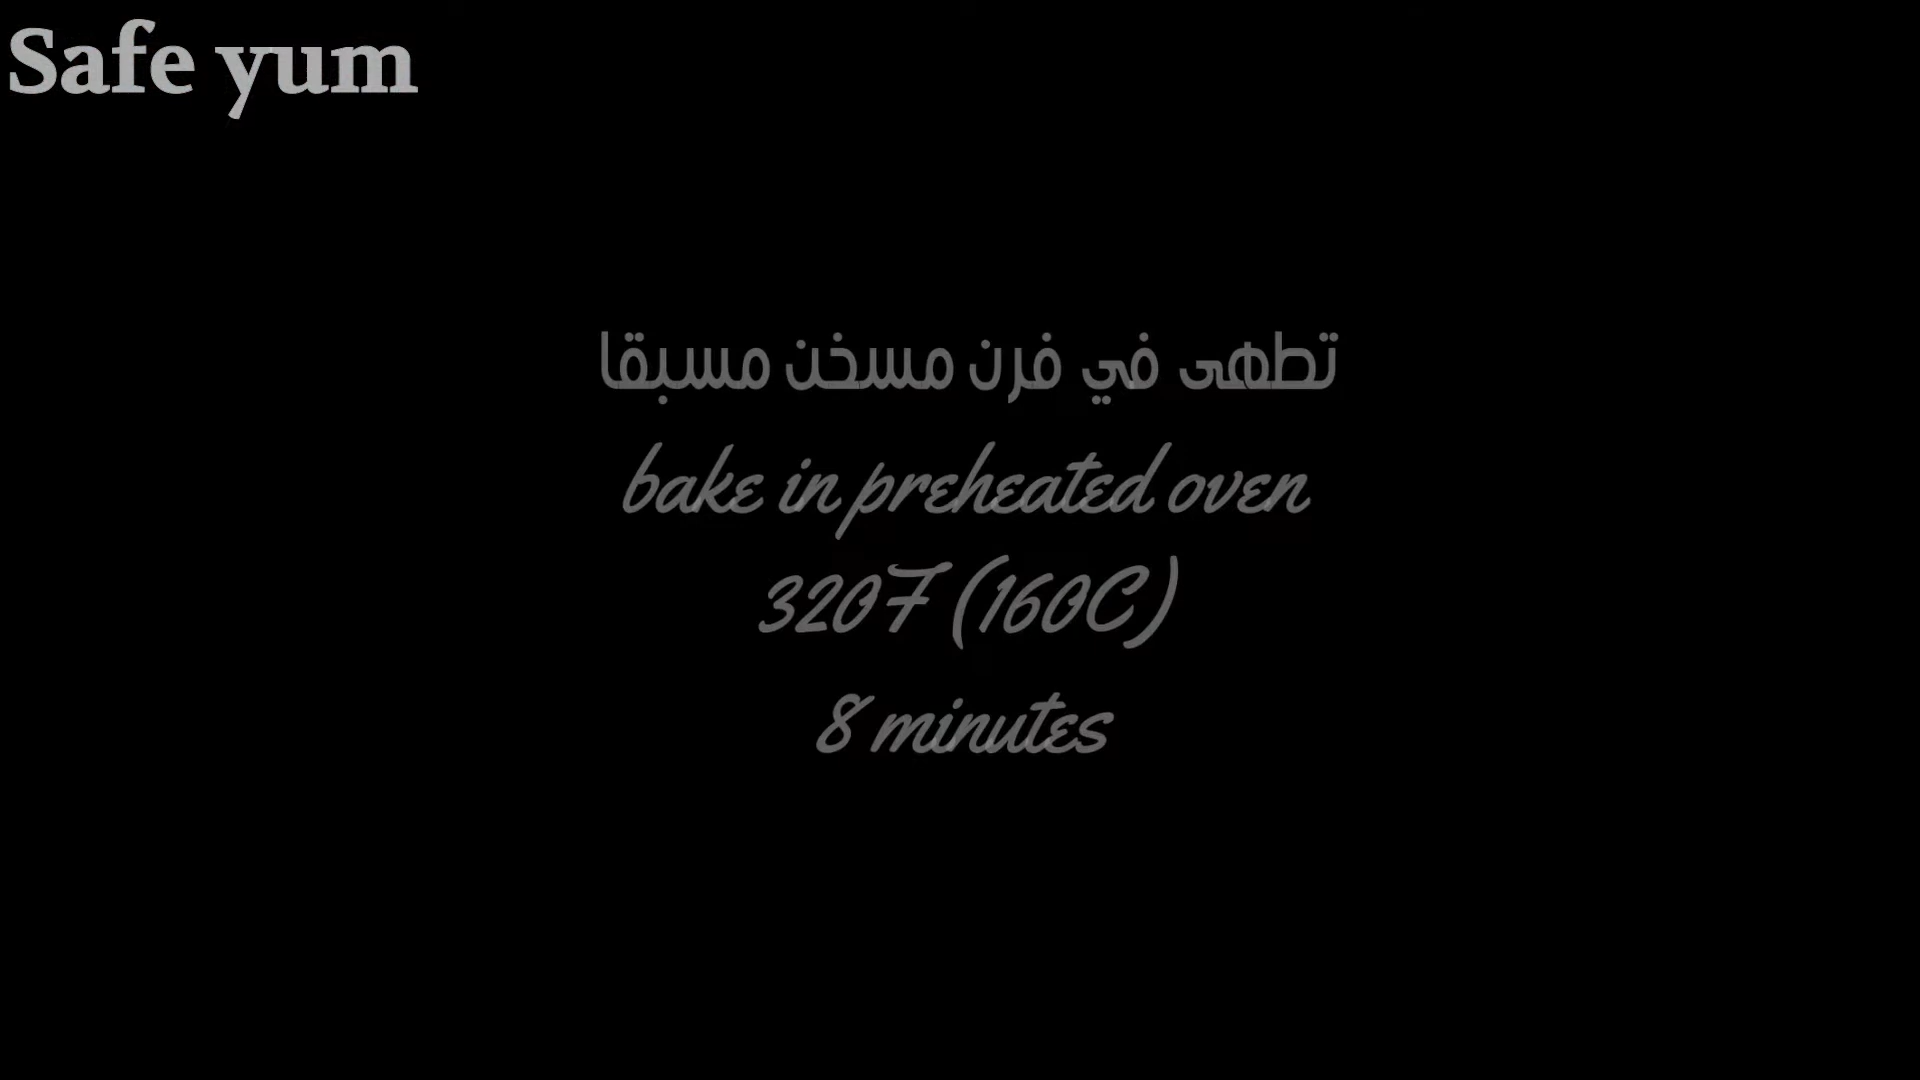 Safe yum
تطهى في فرن مسخن مسبقا
bake in preheated oven
320F (160C)
8 minutes